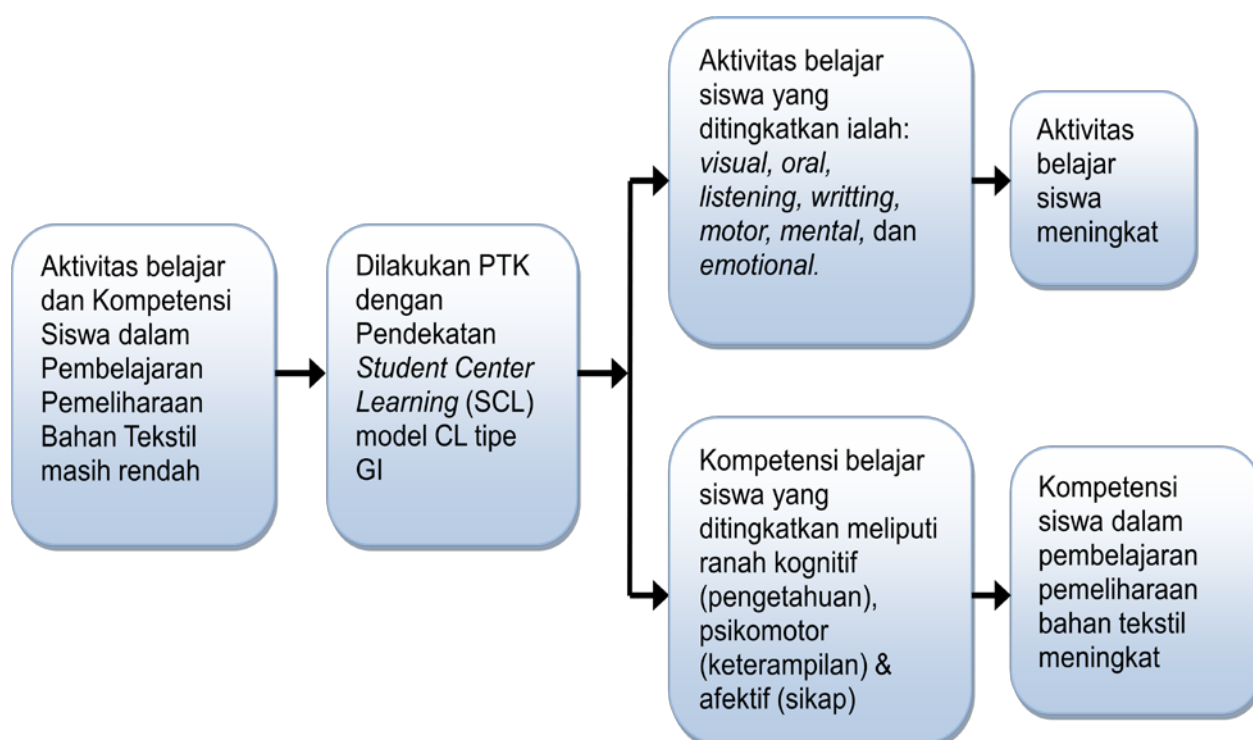 Aktivitas belajar
dan Kompetensi
Siswa dalam
Pembelajaran
Pemeliharaan
Bahan Tekstil
masih rendah
Dilakukan PTK
dengan
Pendekatan
Student Center
Learning (SCL)
model CL tipe
GI
Aktivitas belajar
siswa yang
ditingkatkan ialah:
visual, oral,
listening, writting,
motor, mental, dan
emotional.
Aktivitas
belajar
siswa
meningkat
Kompetensi belajar
siswa yang
ditingkatkan meliputi
ranah kognitif
(pengetahuan),
psikomotor
(keterampilan) &
afektif (sikap)
Kompetensi
siswa dalam
pembelajaran
pemeliharaan
bahan tekstil
meningkat